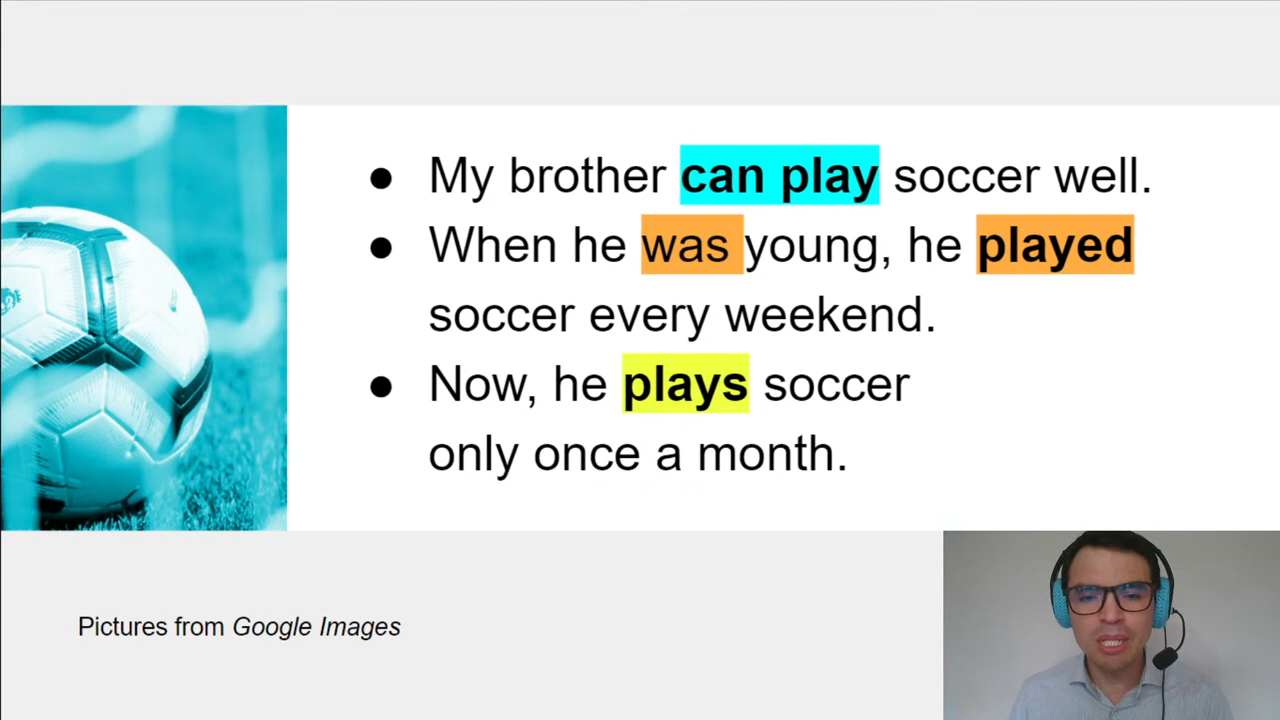 ● My brother can play soccer well.
● When he was young, he played
soccer every weekend.
● Now, he plays soccer
only once a month.
Pictures from Google Images